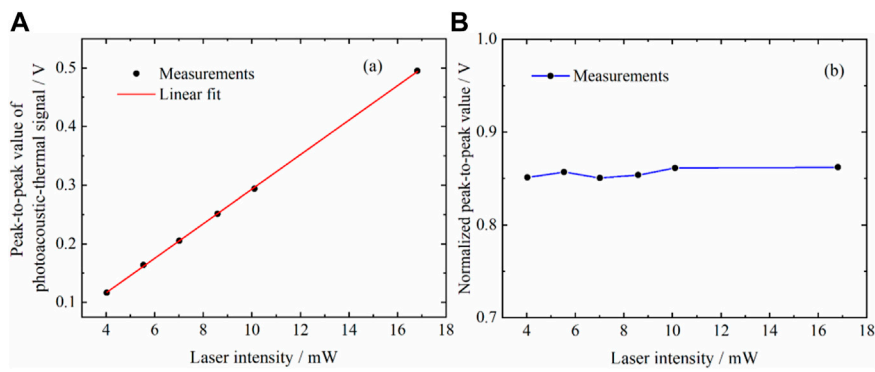 A
(a)
Measurements
Linear fit
Peak-to-peak value of
photoacoustic-thermal signal / V
0.5
0.4
0.3
0.2
0.1
4 6 8 10 12 14 16 18
Laser intensity / mW
B
(b)
Measurements
Normalized peak-to-peak value / V
1.0
0.9
0.8
0.7
4 6 8 10 12 14 16 18
Laser intensity / mW